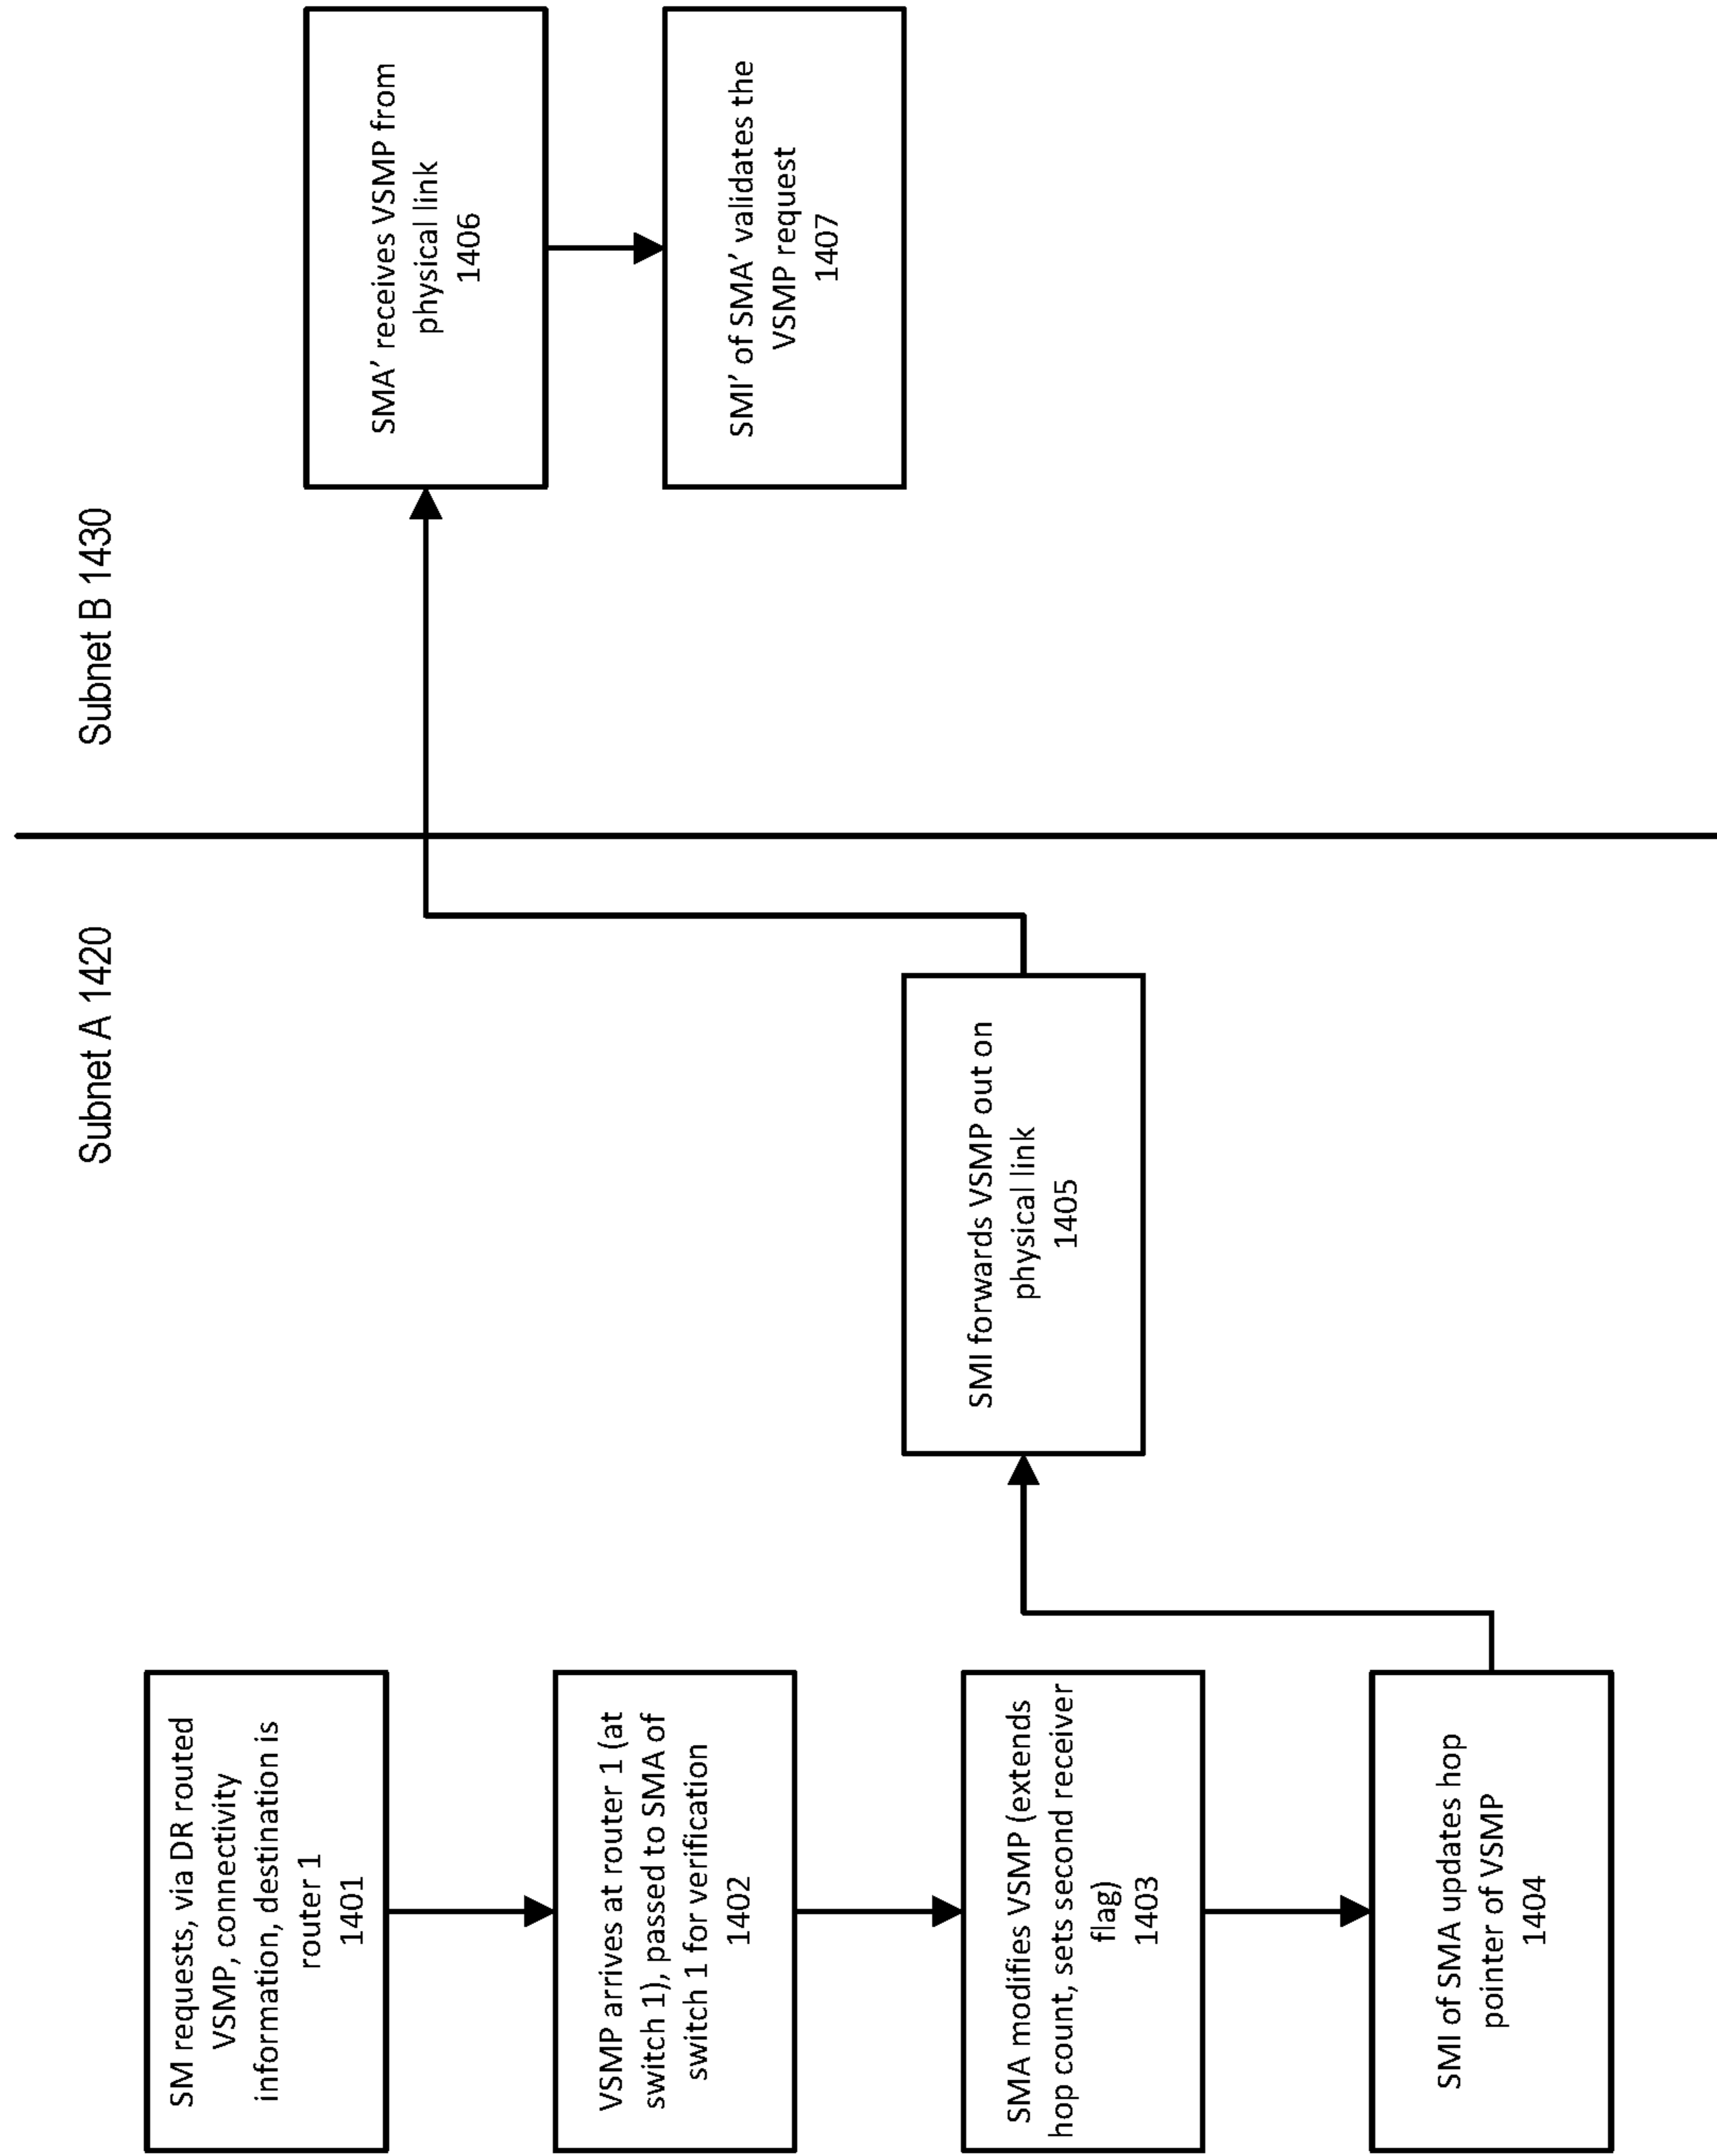 Subnet A 1420
Subnet B 1430
SM requests, via DR routed
VSMP, connectivity
information, destination is
router 1
1401
VSMP arrives at router 1 (at
switch 1), passed to SMA of
switch 1 for verification
1402
SMA modifies VSMP (extends
hop count, sets second receiver
flag)
1403
SMI of SMA updates hop
pointer of VSMP
1404
SMI forwards VSMP out on
physical link
1405
SMA’ receives VSMP from
physical link
1406
SMI’ of SMA’ validates the
VSMP request
1407